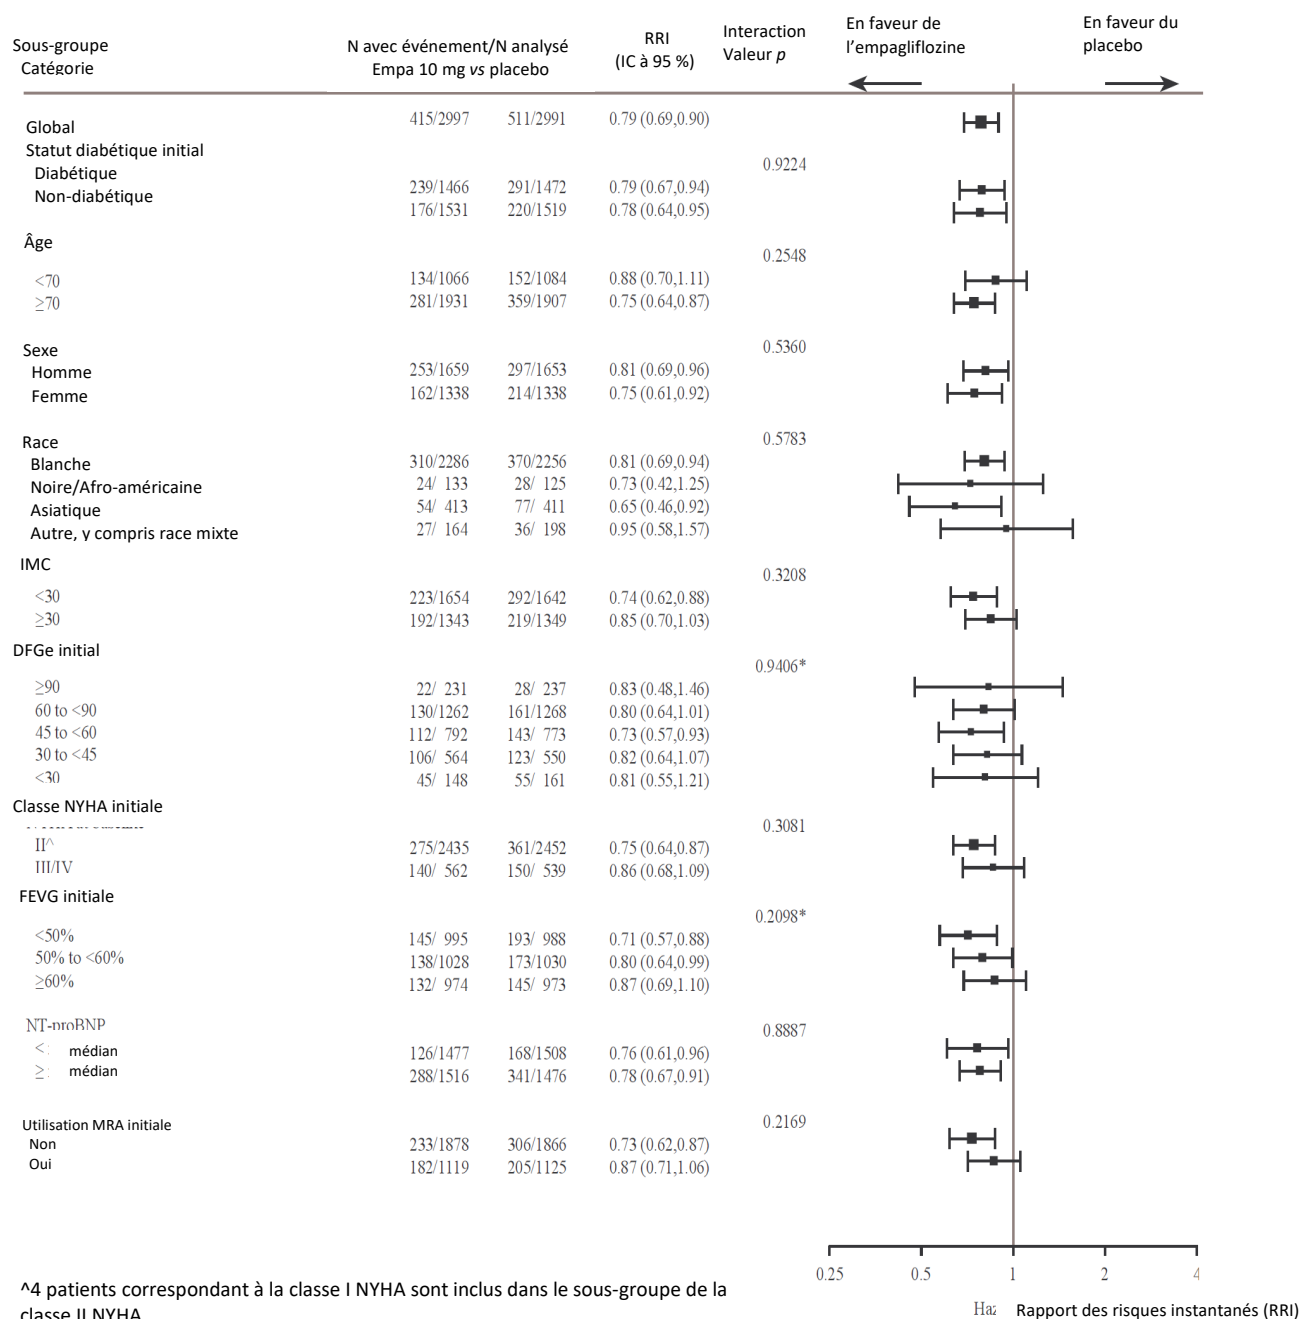 Sous-groupe
Catégorie
N avec événement/N analysé
Empa 10 mg vs placebo
RRI
(IC à 95 %)
Interaction
Valeur p
En faveur de
l’empagliflozine
En faveur du
placebo
Global 415/2997 511/2991 0.79 (0.69,0.90)
Statut diabétique initial 0.9224
Diabétique 239/1466 291/1472 0.79 (0.67,0.94)
Non-diabétique 176/1531 220/1519 0.78 (0.64,0.95)
Âge 0.2548
<70 134/1066 152/1084 0.88 (0.70,1.11)
≥70 281/1931 359/1907 0.75 (0.64,0.87)
Sexe 0.5360
Homme 253/1659 297/1653 0.81 (0.69,0.96)
Femme 162/1338 214/1338 0.75 (0.61,0.92)
Race 0.5783
Blanche 310/2286 370/2256 0.81 (0.69,0.94)
Noire/Afro-américaine 24/ 133 28/ 125 0.73 (0.42,1.25)
Asiatique 54/ 413 77/ 411 0.65 (0.46,0.92)
Autre, y compris race mixte 27/ 164 36/ 198 0.95 (0.58,1.57)
IMC 0.3208
<30 223/1654 292/1642 0.74 (0.62,0.88)
≥30 192/1343 219/1349 0.85 (0.70,1.03)
DFGe initial 0.9406*
≥90 22/ 231 28/ 237 0.83 (0.48,1.46)
60 to <90 130/1262 161/1268 0.80 (0.64,1.01)
45 to <60 112/ 792 143/ 773 0.73 (0.57,0.93)
30 to <45 106/ 564 123/ 550 0.82 (0.64,1.07)
<30 45/ 148 55/ 161 0.81 (0.55,1.21)
Classe NYHA initiale 0.3081
II^ 275/2435 361/2452 0.75 (0.64,0.87)
III/IV 140/ 562 150/ 539 0.86 (0.68,1.09)
FEVG initiale 0.2098*
<50% 145/ 995 193/ 988 0.71 (0.57,0.88)
50% to <60% 138/1028 173/1030 0.80 (0.64,0.99)
≥60% 132/ 974 145/ 973 0.87 (0.69,1.10)
NT-proBNP 0.8887
< médian 126/1477 168/1508 0.76 (0.61,0.96)
≥ médian 288/1516 341/1476 0.78 (0.67,0.91)
Utilisation MRA initiale 0.2169
Non 233/1878 306/1866 0.73 (0.62,0.87)
Oui 182/1119 205/1125 0.87 (0.71,1.06)
0.25 0.5 1 2 4
Haz Rapport des risques instantanés (RRI)
^4 patients correspondant à la classe I NYHA sont inclus dans le sous-groupe de la
classe II NYHA